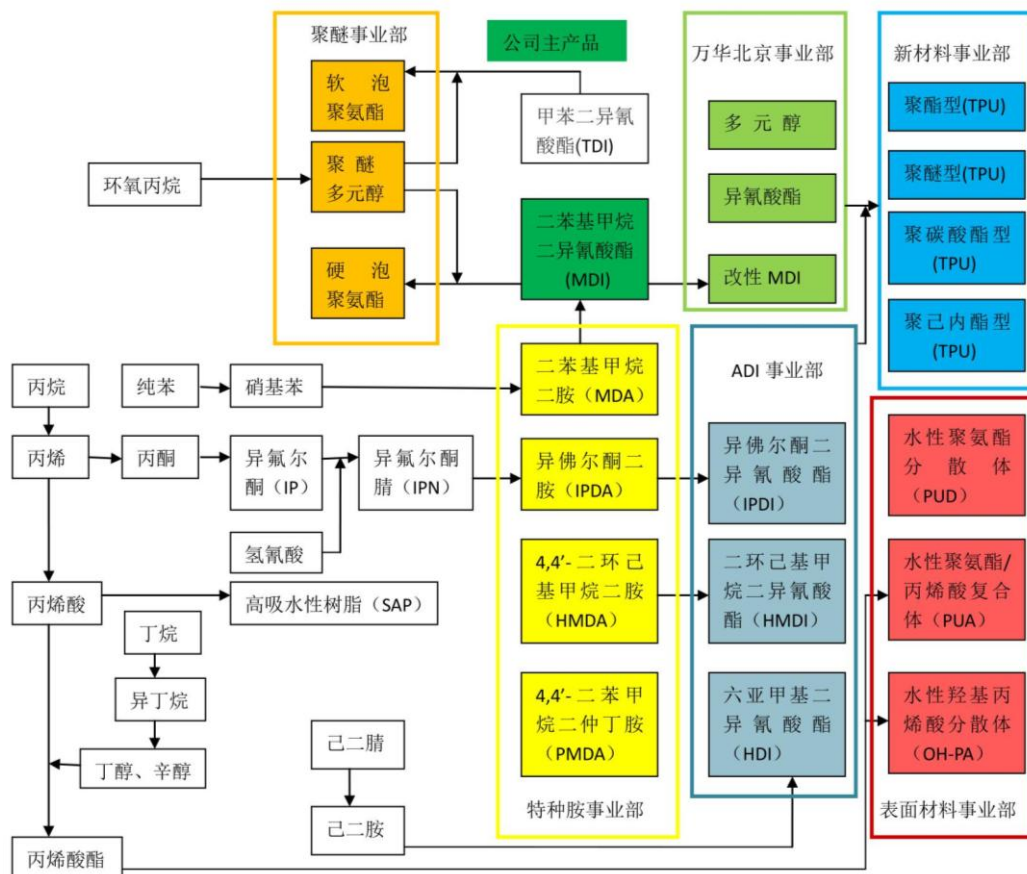 聚醚事业部
软泡
聚氨酯
聚醚
多元醇
硬泡
聚氨酯
环氧丙烷
公司主产品
甲苯二异氰
酸酯(TDI)
二苯基甲烷
二异氰酸酯
(MDI)
万华北京事业部
多元醇
异氰酸酯
改性 MDI
新材料事业部
聚酯型(TPU)
聚醚型(TPU)
聚碳酸酯型
(TPU)
聚己内酯型
(TPU)
丙烷
纯苯
硝基苯
二苯基甲烷
二胺（MDA）
ADI 事业部
丙烯
丙酮
异氟尔
酮（IP）
异氟尔酮
腈（IPN）
异佛尔酮二
胺（IPDA）
异佛尔酮二
异氰酸酯
（IPDI）
水性聚氨酯
分散体
（PUD）
氢氰酸
丙烯酸
高吸水性树脂（SAP）
4,4’-二环己
基甲烷二胺
（HMDA）
二环己基甲
烷二异氰酸
酯（HMDI）
水性聚氨酯/
丙烯酸复合
体（PUA）
丁烷
异丁烷
丁醇、辛醇
己二腈
己二胺
4,4’-二苯甲
烷二仲丁胺
（PMDA）
六亚甲基二
异氰酸酯
（HDI）
水性羟基丙
烯酸分散体
（OH-PA）
特种胺事业部
表面材料事业部
丙烯酸酯